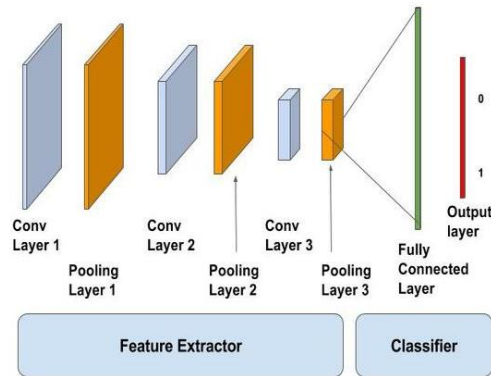 0
1
Conv
Layer 1
Pooling
Layer 1
Conv
Layer 2
Pooling
Layer 2
Conv
Layer 3
Pooling
Layer 3
Fully
Connected
Layer
Output
layer
Feature Extractor
Classifier